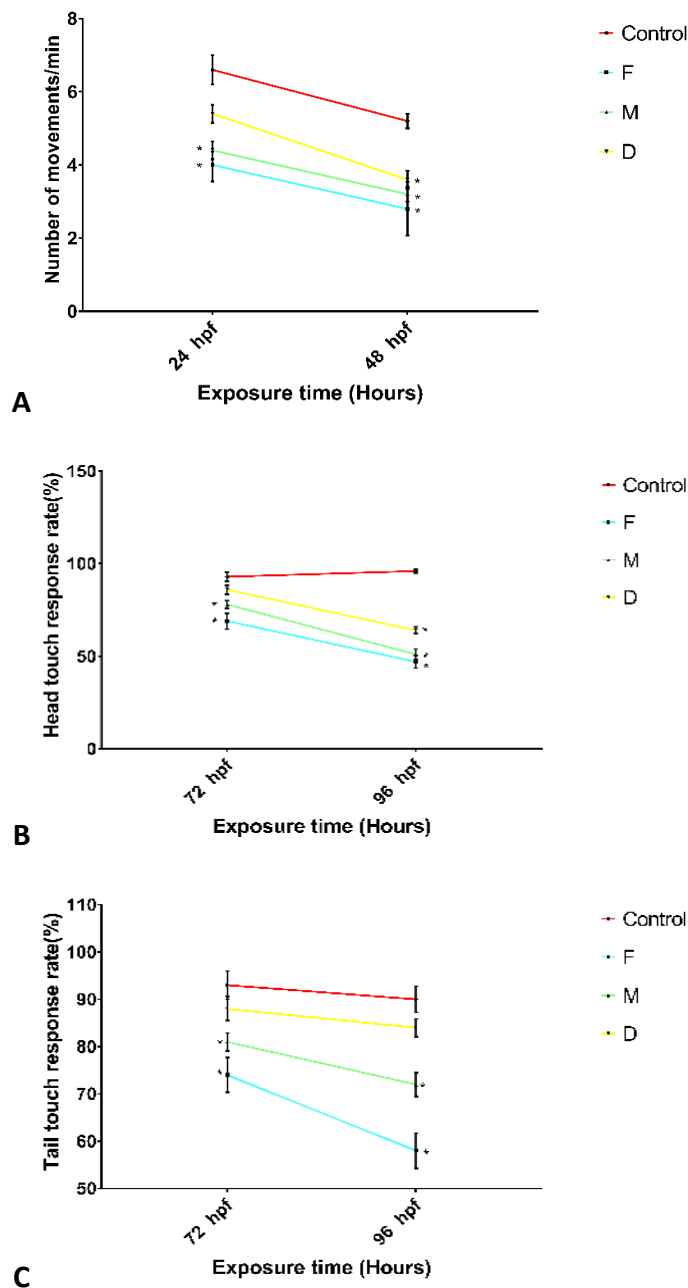 Number of movements/min
8
6
4
2
0
*
*
*
*
*
24 hpf
48 hpf
Exposure time (Hours)
Control
F
M
D
A
Head touch response rate(%)
150
100
50
0
*
*
*
*
*
72 hpf
96 hpf
Exposure time (Hours)
Control
F
M
D
B
Tail touch response rate(%)
110
100
90
80
70
60
50
*
*
*
*
72 hpf
96 hpf
Exposure time (Hours)
Control
F
M
D
C